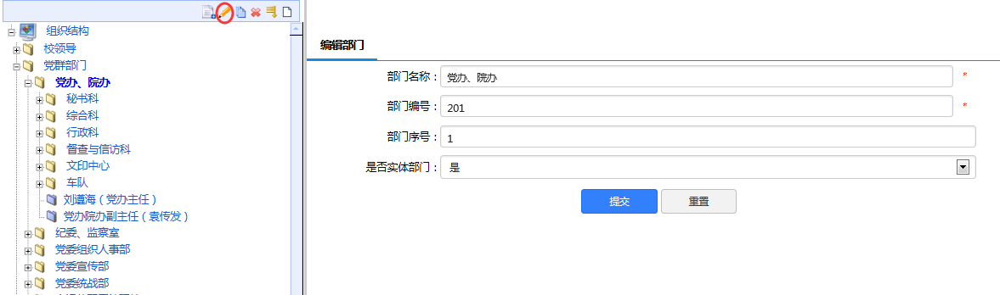 组织结构
校领导
党群部门
党办、院办
秘书科
综合科
行政科
督查与信访科
文印中心
车队
刘遵海（党办主任）
党办院办副主任（袁传发）
纪委、监察室
党委组织人事部
党委宣传部
党委统战部
编辑部门
部门名称： 党办、院办 *
部门编号： 201 *
部门序号： 1
是否实体部门： 是
提交 重置